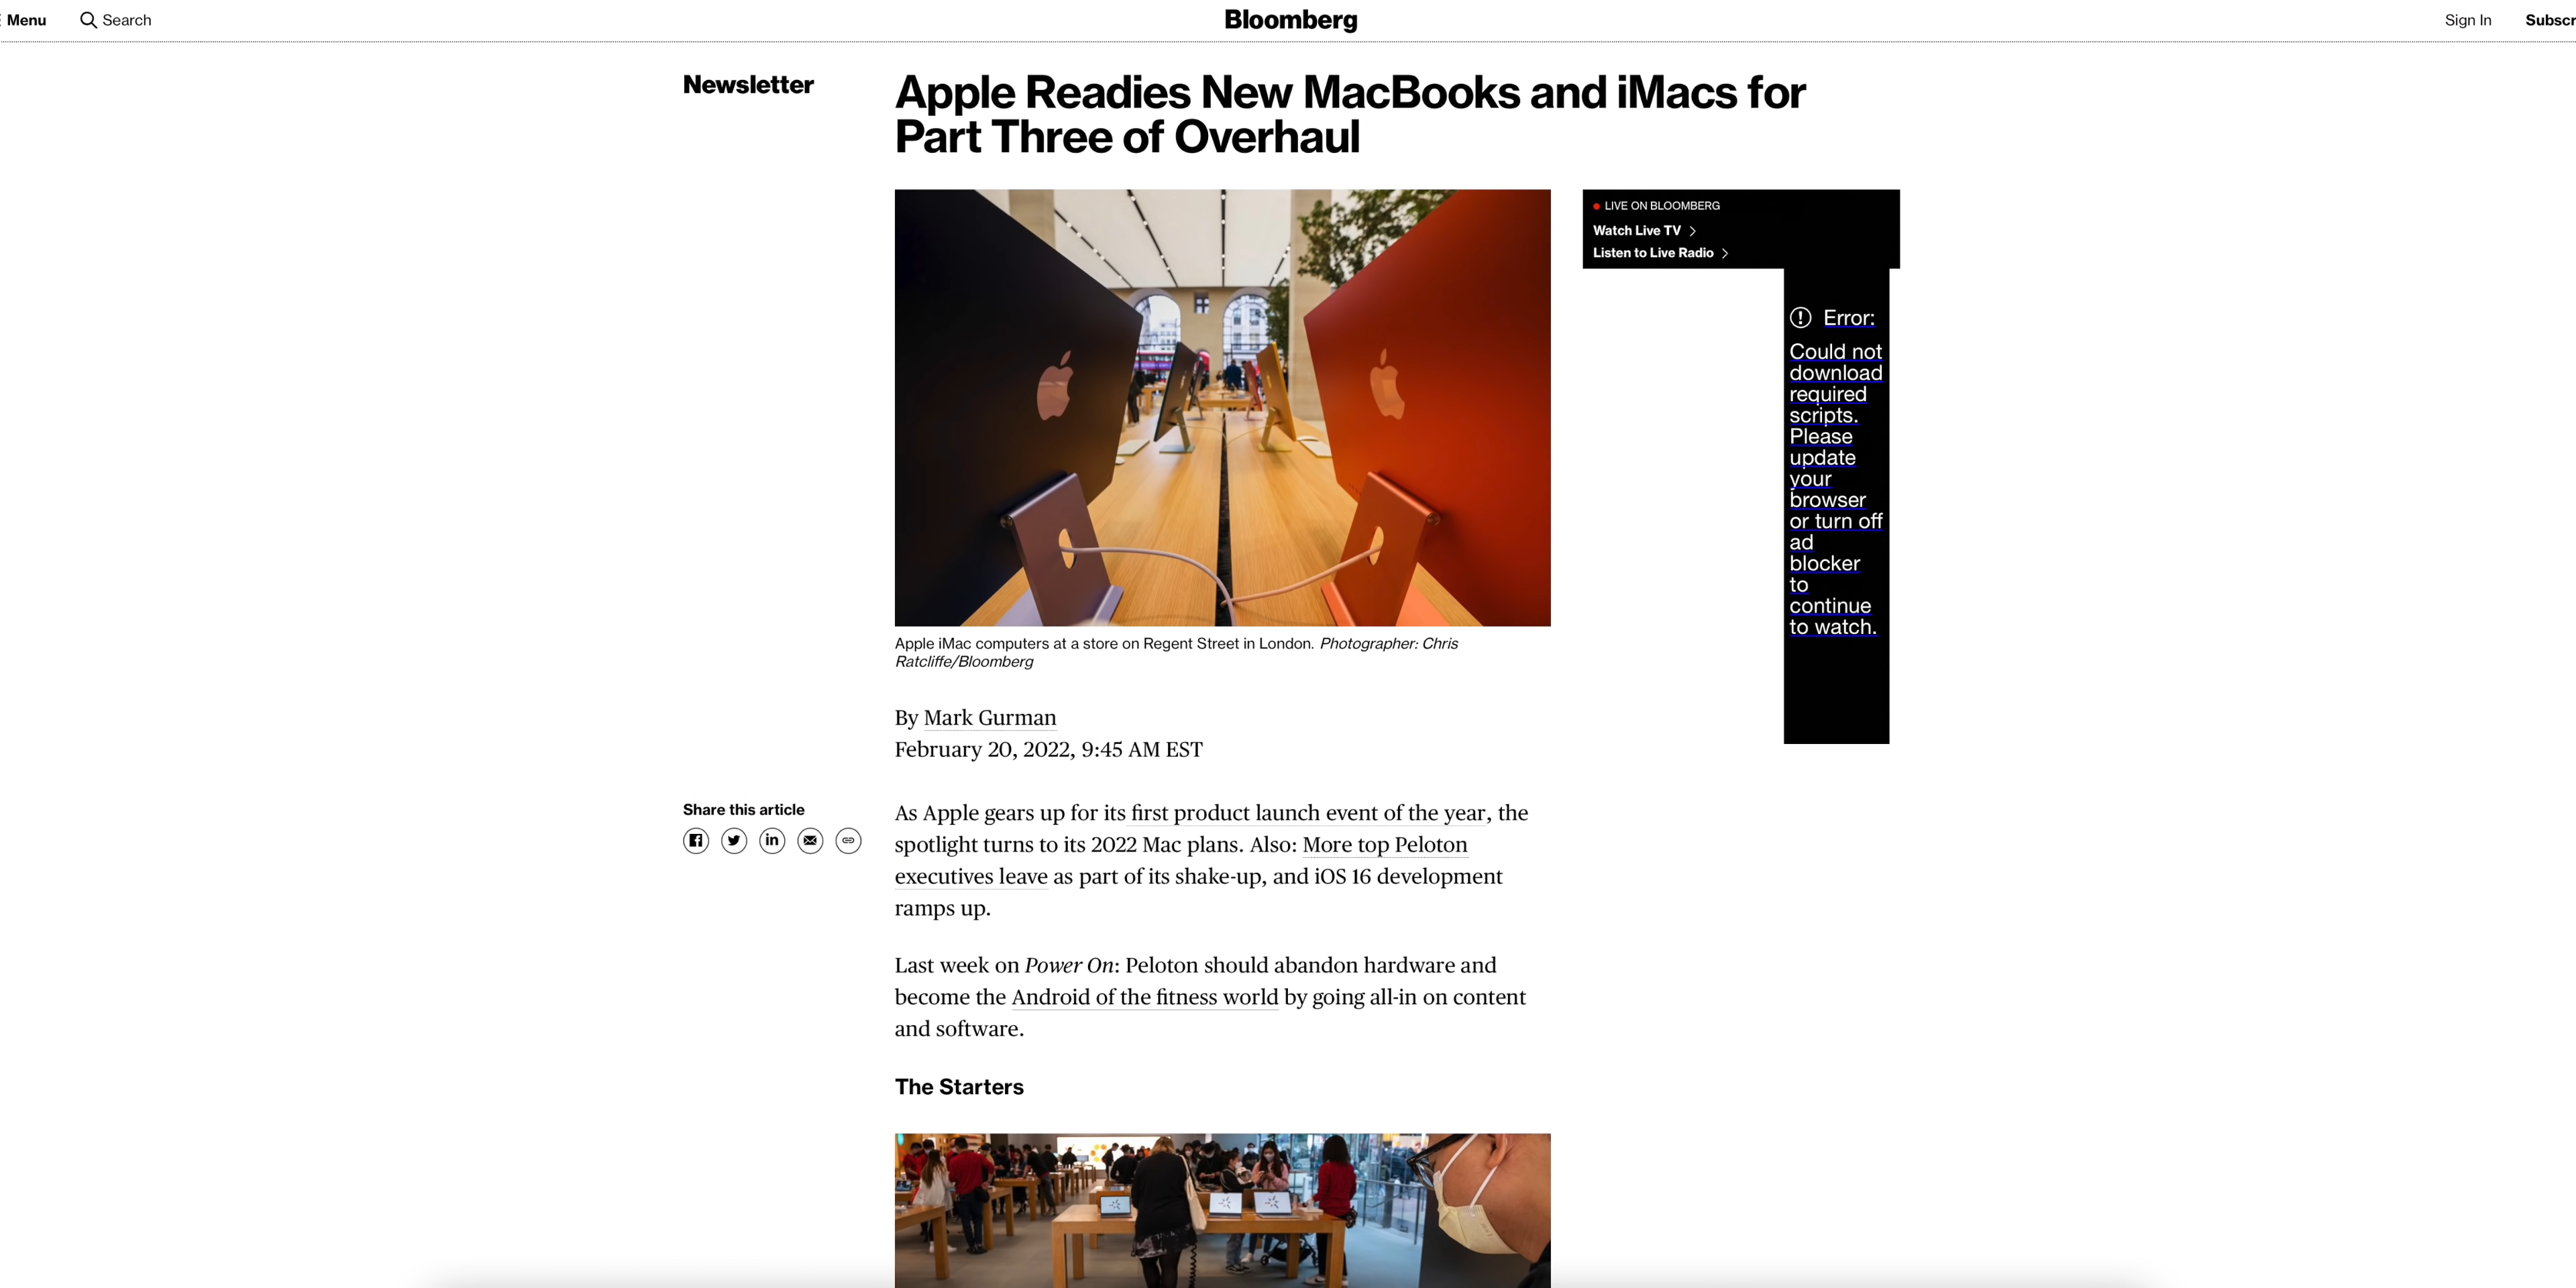 Menu
Search
Bloomberg
Sign In
Subscr
Newsletter
Apple Readies New MacBooks and iMacs for
Part Three of Overhaul
LIVE ON BLOOMBERG
Watch Live TV
Listen to Live Radio
Error:
Could not
download
required
scripts.
Please
update
your
browser
or turn off
ad
blocker
to
continue
to watch.
Apple iMac computers at a store on Regent Street in London. Photographer: Chris
Ratcliffe/Bloomberg
By Mark Gurman
February 20, 2022, 9:45 AM EST
Share this article
As Apple gears up for its first product launch event of the year, the
spotlight turns to its 2022 Mac plans. Also: More top Peloton
executives leave as part of its shake-up, and iOS 16 development
ramps up.
Last week on Power On: Peloton should abandon hardware and
become the Android of the fitness world by going all-in on content
and software.
The Starters